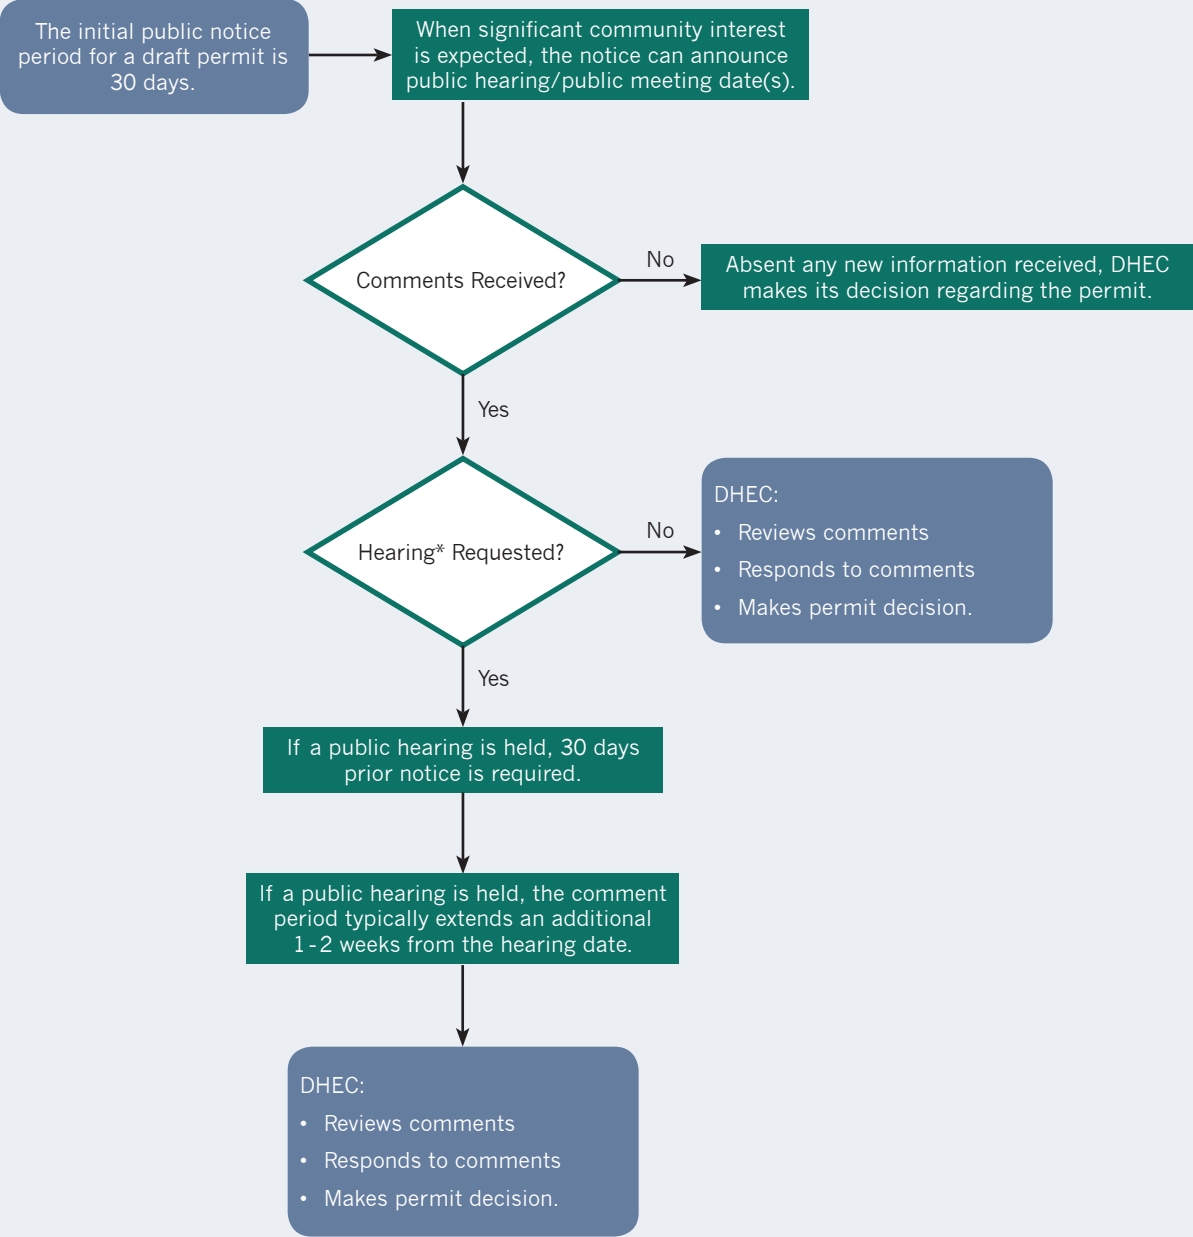 The initial public notice
period for a draft permit is
30 days.
When significant community interest
is expected, the notice can announce
public hearing/public meeting date(s).
Comments Received?
No
Absent any new information received, DHEC
makes its decision regarding the permit.
Yes
Hearing* Requested?
No
DHEC:
• Reviews comments
• Responds to comments
• Makes permit decision.
Yes
If a public hearing is held, 30 days
prior notice is required.
If a public hearing is held, the comment
period typically extends an additional
1-2 weeks from the hearing date.
DHEC:
• Reviews comments
• Responds to comments
• Makes permit decision.